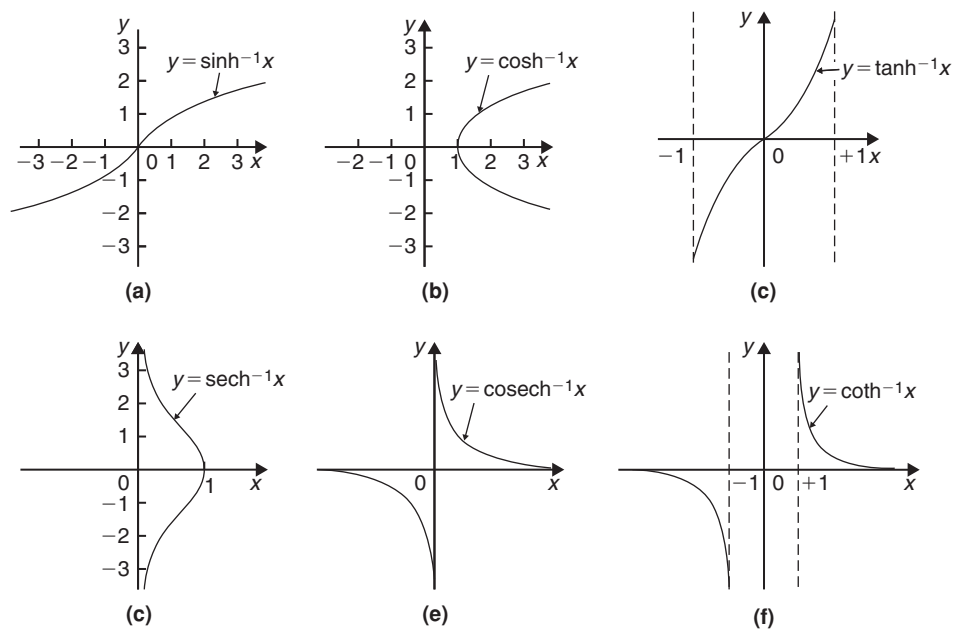 y
3
2
1
y = sinh⁻¹x
−3 −2 −1 0 1 2 3 x
−1
−2
−3
(a)
y
3
2
1
y = cosh⁻¹x
−2 −1 0 1 2 3 x
−1
−2
−3
(b)
y
y = tanh⁻¹x
−1 0 +1 x
(c)
y
3
2
1
y = sech⁻¹x
0 1 x
−1
−2
−3
(c)
y
y = cosech⁻¹x
0 x
(e)
y
y = coth⁻¹x
−1 0 +1 x
(f)